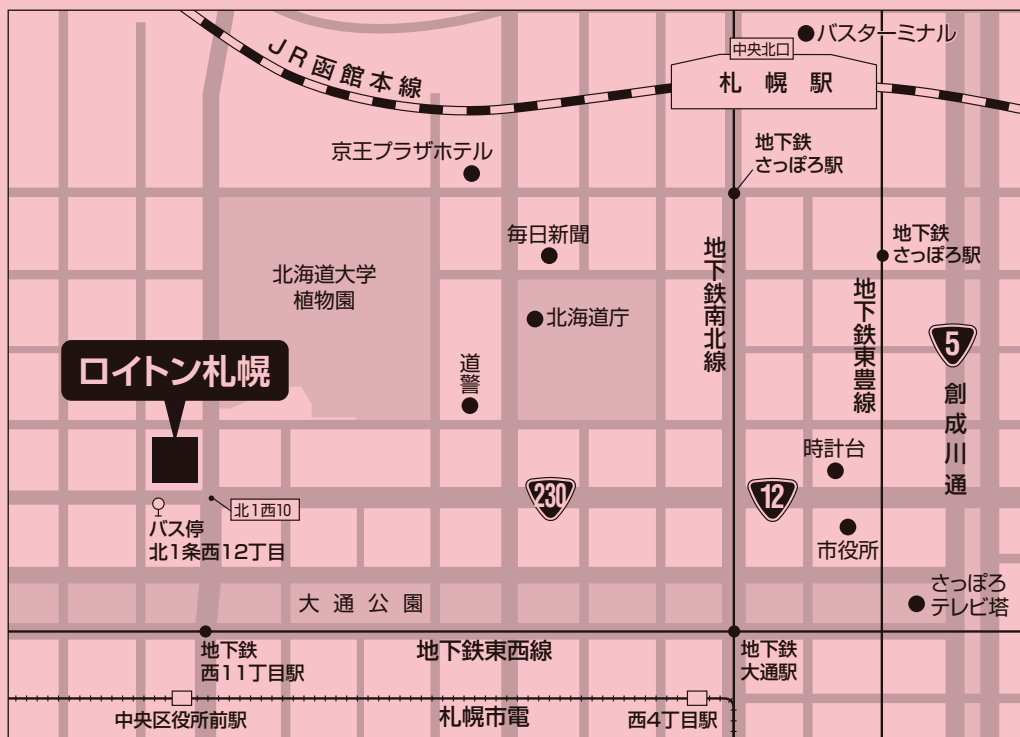 バスターミナル
中央北口
JR函館本線
札幌駅
京王プラザホテル
地下鉄
さっぽろ駅
毎日新聞
地下鉄南北線
地下鉄
さっぽろ駅
北海道大学
植物園
地下鉄東豊線
北海道庁
5
ロイトン札幌
道警
創成川通
時計台
230
12
北1西10
バス停
北1条西12丁目
市役所
さっぽろ
テレビ塔
大通公園
地下鉄
西11丁目駅
地下鉄東西線
地下鉄
大通駅
中央区役所前駅
札幌市電
西4丁目駅